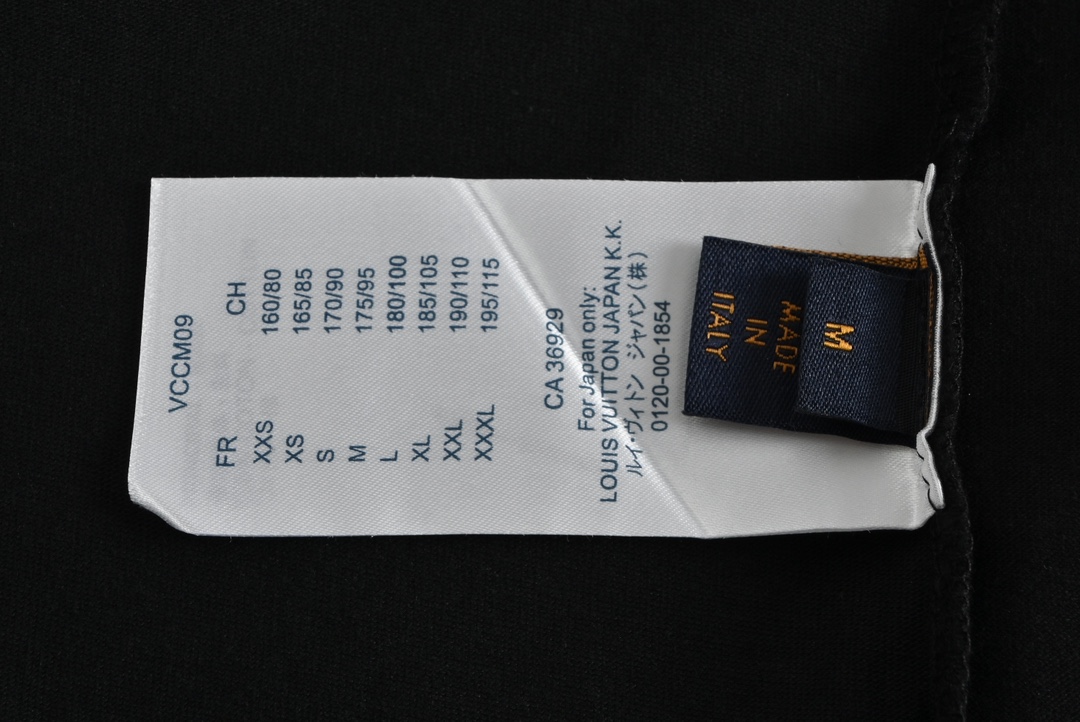 VCCM09
FR CH
XXS 160/80
XS 165/85
S 170/90
M 175/95
L 180/100
XL 185/105
XXL 190/110
XXXL 195/115
CA 36929
For Japan only:
LOUIS VUITTON JAPAN K.K.
ルイ・ヴィトン ジャパン(株)
0120-00-1854
M
MADE
IN
ITALY